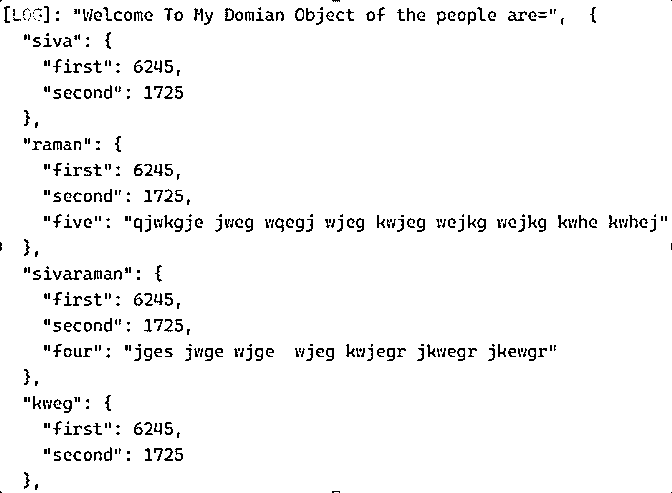 [LOG]: "Welcome To My Domian Object of the people are=",  {
  "siva": {
    "first": 6245,
    "second": 1725
  },
  "raman": {
    "first": 6245,
    "second": 1725,
    "five": "qjwkgje jweg wqegj wjeg kwjeg wejkg wejkg kwhe kwhej"
  },
  "sivaraman": {
    "first": 6245,
    "second": 1725,
    "four": "jges jwge wjge  wjeg kwjegr jkwegr jkewgr"
  },
  "kweg": {
    "first": 6245,
    "second": 1725
  },